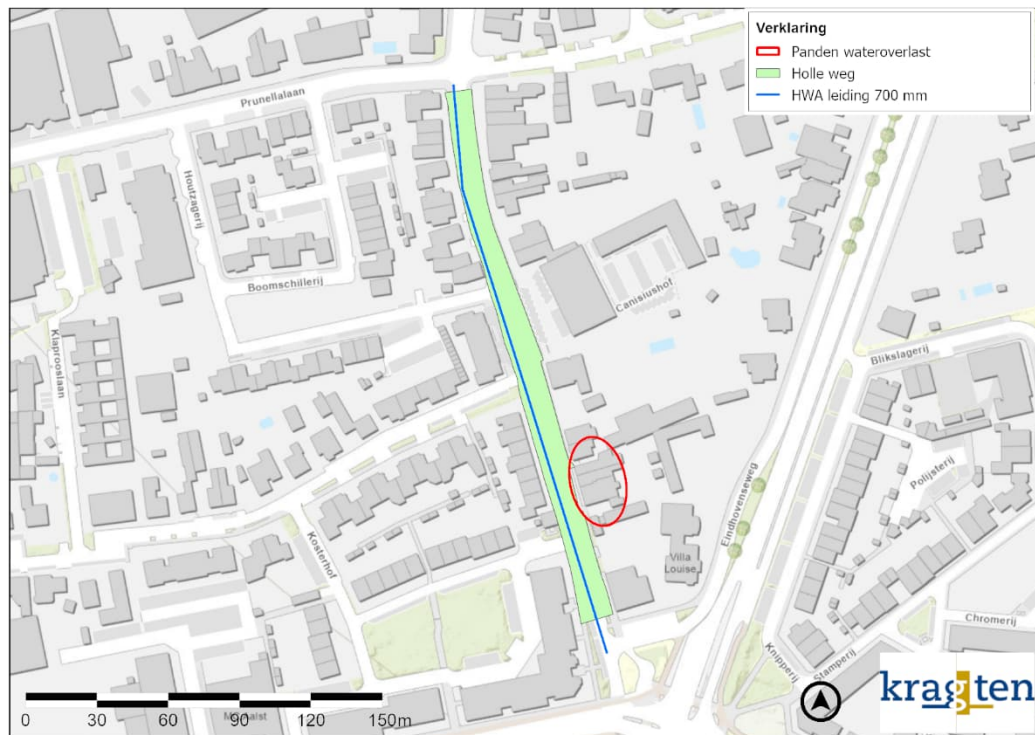 Verklaring
Panden wateroverlast
Holle weg
HWA leiding 700 mm
Prunellalaan
Houtzagerij
Boomschillerij
Klaprooslaan
Canisiushof
Blikslagerij
Polijsterij
Eindhovenseweg
Kosterhof
Villa
Louise
Chromerij
Stamperij
Knipperij
0 30 60 90 120 150m
kragten